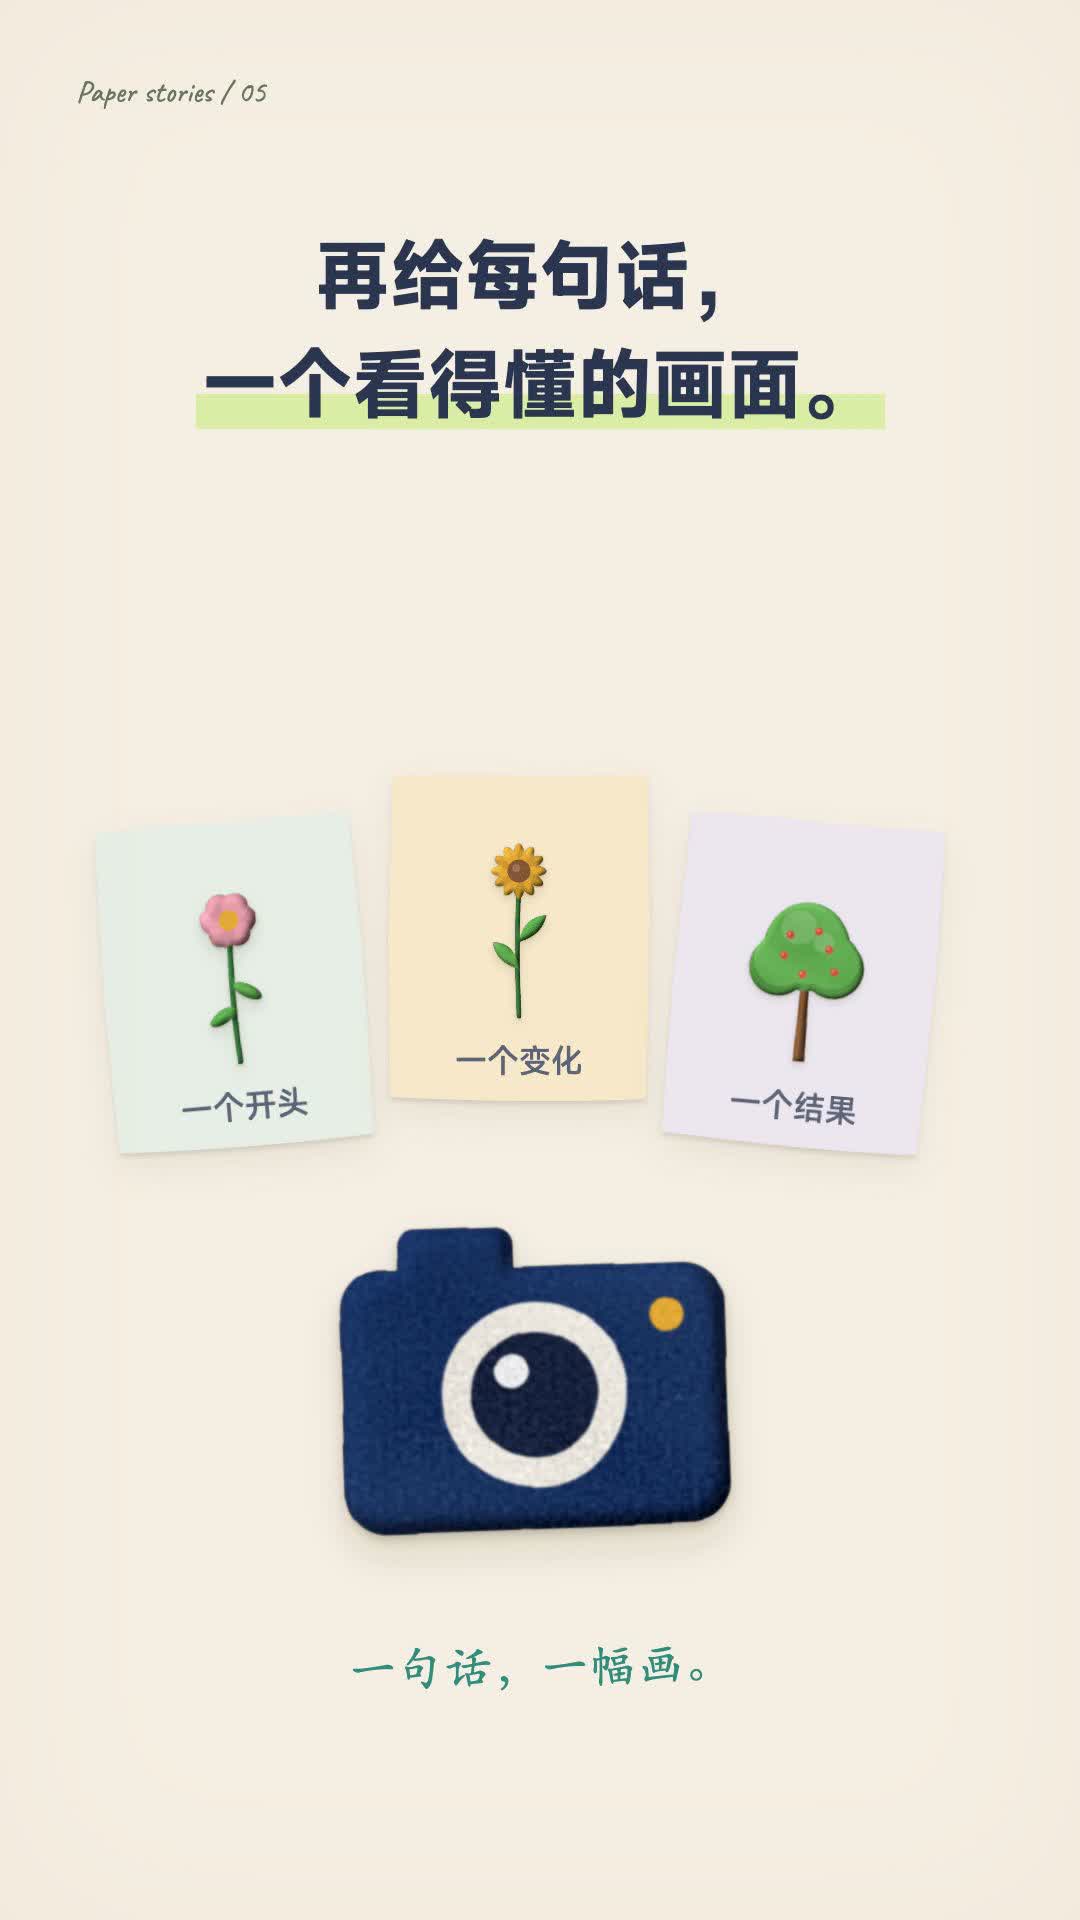 Paper stories / 05
再给每句话，
一个看得懂的画面。
一个开头
一个变化
一个结果
一句话，一幅画。